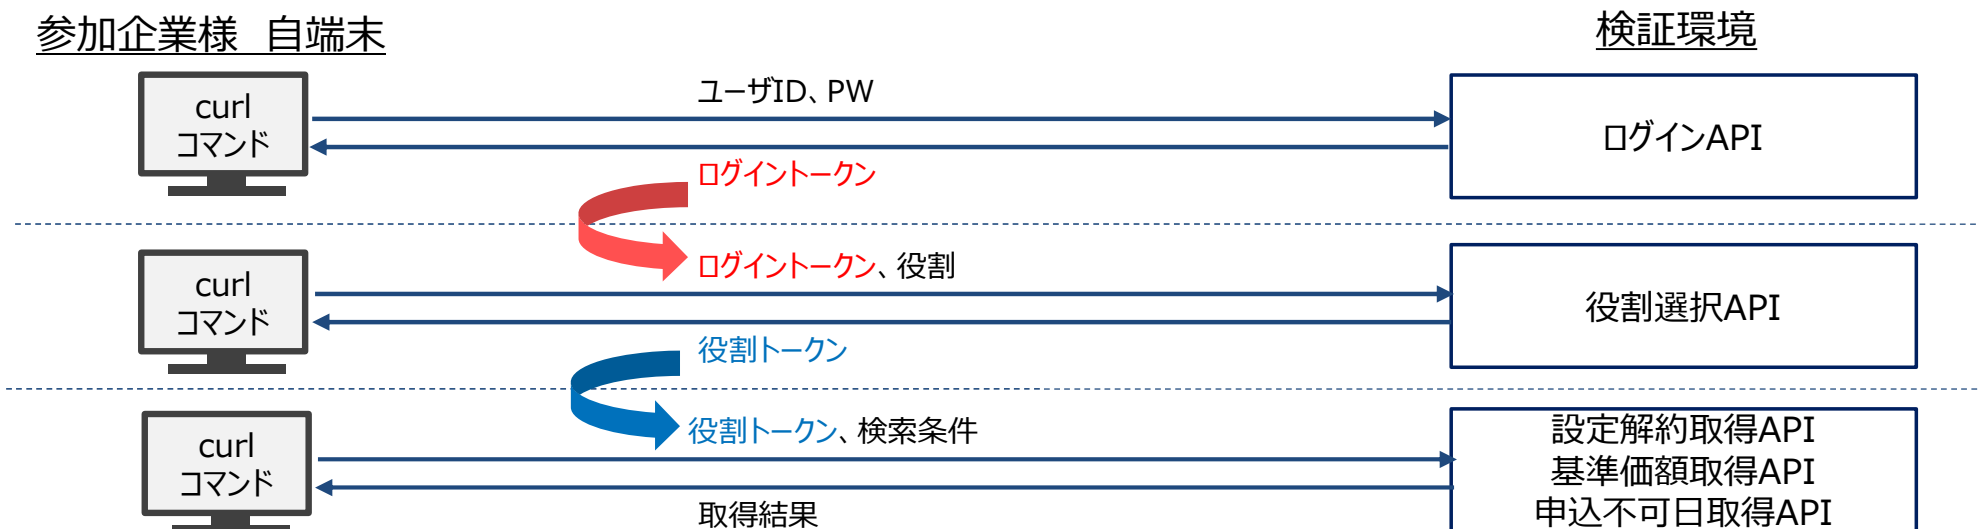 参加企業様　自端末
検証環境
curl
コマンド
ユーザID、PW
ログインAPI
ログイントークン
curl
コマンド
ログイントークン、役割
役割選択API
役割トークン
curl
コマンド
役割トークン、検索条件
設定解約取得API
基準価額取得API
申込不可日取得API
取得結果